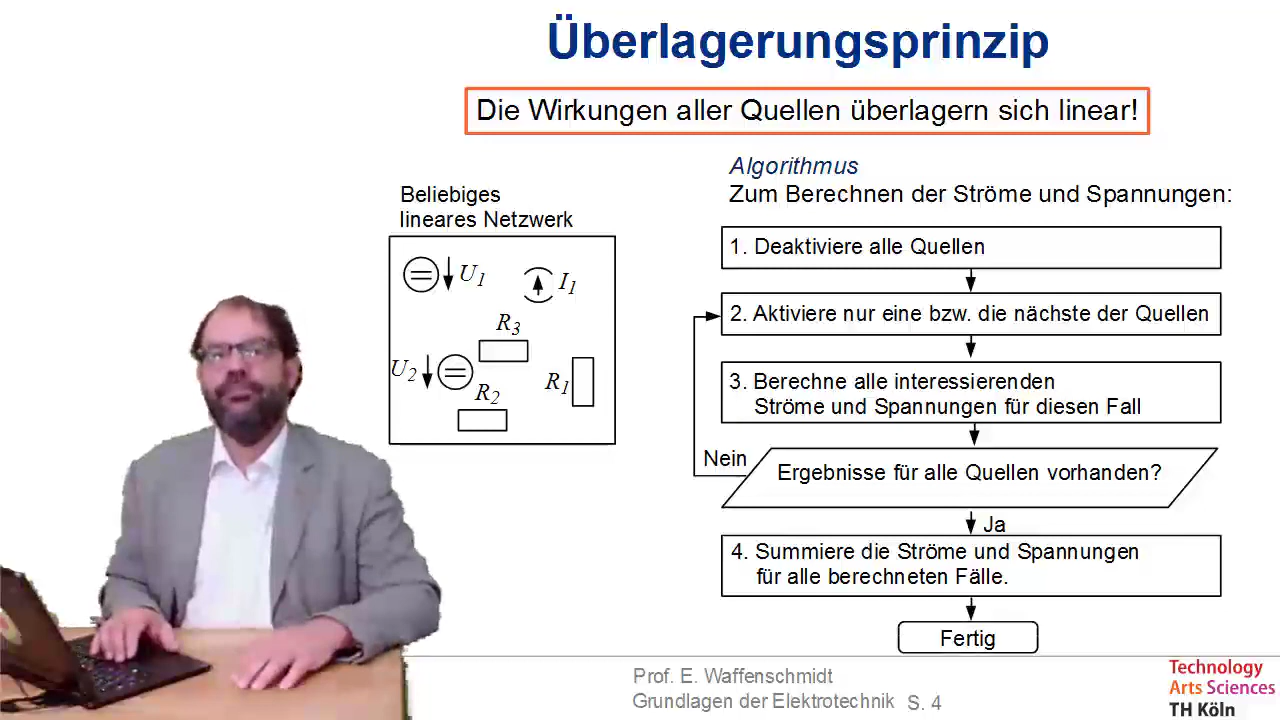 Überlagerungsprinzip
Die Wirkungen aller Quellen überlagern sich linear!
Beliebiges
lineares Netzwerk
U1
I1
R3
U2
R2
R1
Algorithmus
Zum Berechnen der Ströme und Spannungen:
1. Deaktiviere alle Quellen
2. Aktiviere nur eine bzw. die nächste der Quellen
3. Berechne alle interessierenden
Ströme und Spannungen für diesen Fall
Nein
Ergebnisse für alle Quellen vorhanden?
Ja
4. Summiere die Ströme und Spannungen
für alle berechneten Fälle.
Fertig
Prof. E. Waffenschmidt
Grundlagen der Elektrotechnik S. 4
Technology
Arts Sciences
TH Köln